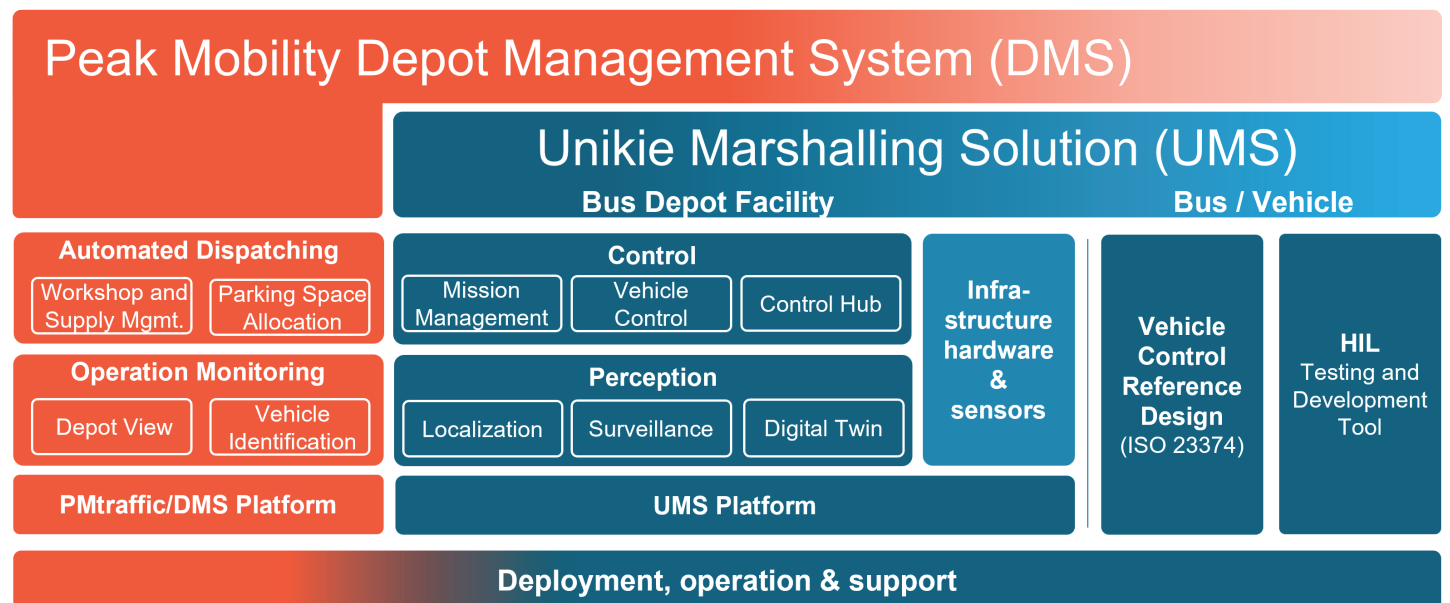 Peak Mobility Depot Management System (DMS)
Unikie Marshalling Solution (UMS)
Bus Depot Facility
Bus / Vehicle
Automated Dispatching
Workshop and
Supply Mgmt.
Parking Space
Allocation
Operation Monitoring
Depot View
Vehicle
Identification
PMtraffic/DMS Platform
Control
Mission
Management
Vehicle
Control
Control Hub
Perception
Localization
Surveillance
Digital Twin
Infra-
structure
hardware
&
sensors
UMS Platform
Vehicle
Control
Reference
Design
(ISO 23374)
HIL
Testing and
Development
Tool
Deployment, operation & support